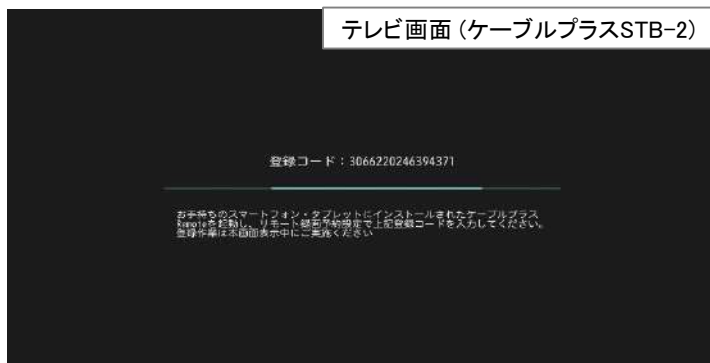 テレビ画面 (ケーブルプラスSTB-2)
登録コード：3066220246394371
お手持ちのスマートフォン・タブレットにインストールされたケーブルプラス
Remoteを起動し、リモート録画予約設定で上記登録コードを入力してください。
登録作業は本画面表示中にご実施ください